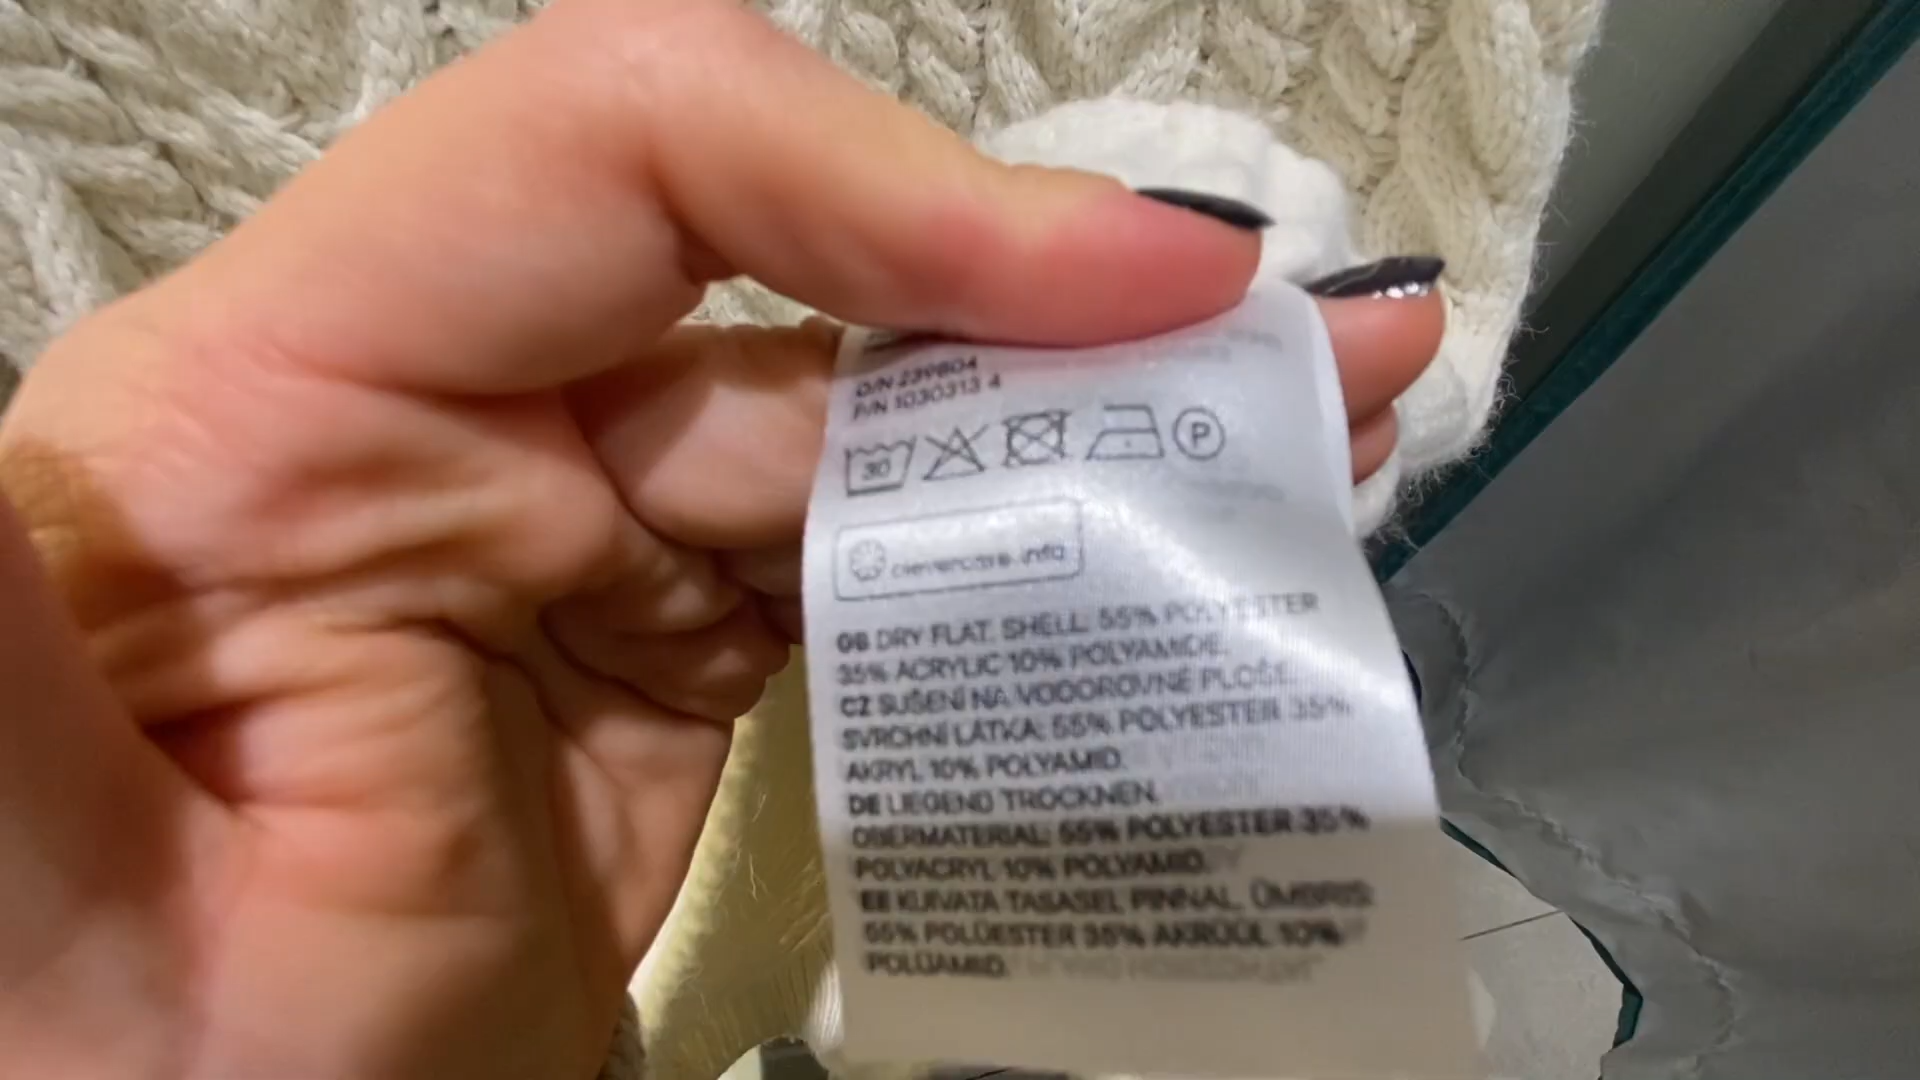 O/N 239804
P/N 1030313 4
30 P
clevercare.info
GB DRY FLAT. SHELL: 55% POLYESTER
35% ACRYLIC 10% POLYAMIDE.
CZ SUŠENÍ NA VODOROVNÉ PLOŠE.
SVRCHNÍ LÁTKA: 55% POLYESTER 35%
AKRYL 10% POLYAMID.
DE LIEGEND TROCKNEN.
OBERMATERIAL: 55% POLYESTER 35%
POLYACRYL 10% POLYAMID.
EE KUIVATA TASASEL PINNAL. ÜMBRIS:
55% POLÜESTER 35% AKRÜÜL 10%
POLÜAMID.